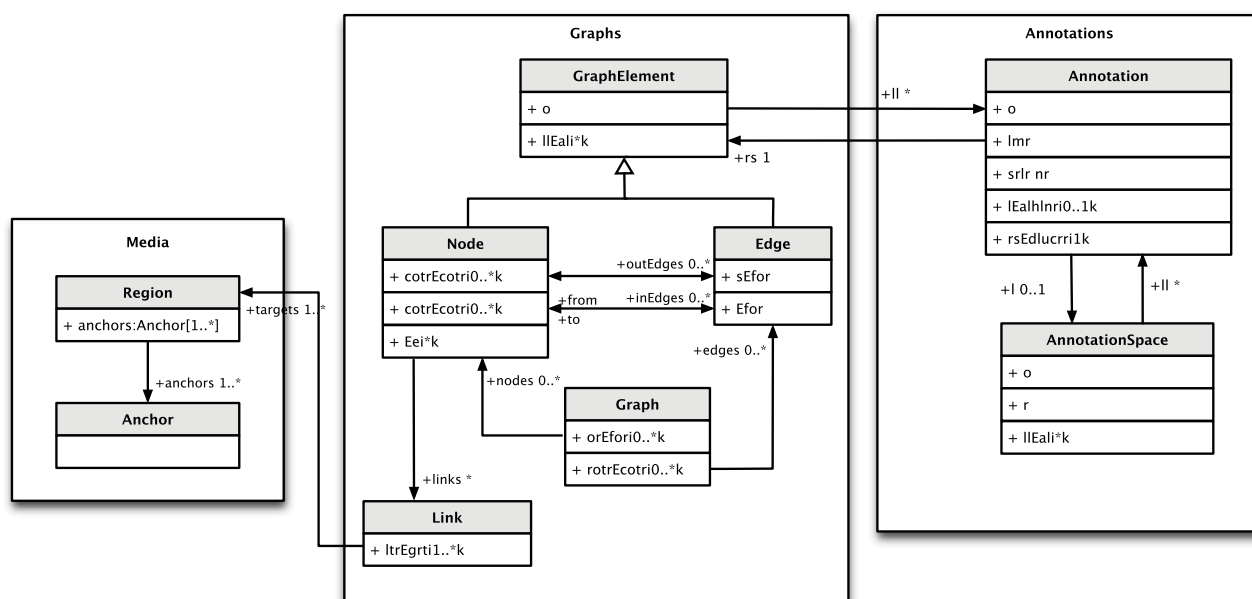 Graphs
Annotations
GraphElement
+ o
+ llEali*k
+ll *
+rs 1
Annotation
+ o
+ lmr
+ srlr nr
+ lEalhlnri0..1k
+ rsEdlucrri1k
Media
Region
+ anchors:Anchor[1..*]
+targets 1..*
+anchors 1..*
Anchor
Node
+ cotrEcotri0..*k
+ cotrEcotri0..*k
+ Eei*k
+outEdges 0..*
+from
+inEdges 0..*
+to
Edge
+ sEfor
+ Efor
+edges 0..*
+nodes 0..*
Graph
+ orEfori0..*k
+ rotrEcotri0..*k
+links *
Link
+ ltrEgrti1..*k
+l 0..1
+ll *
AnnotationSpace
+ o
+ r
+ llEali*k